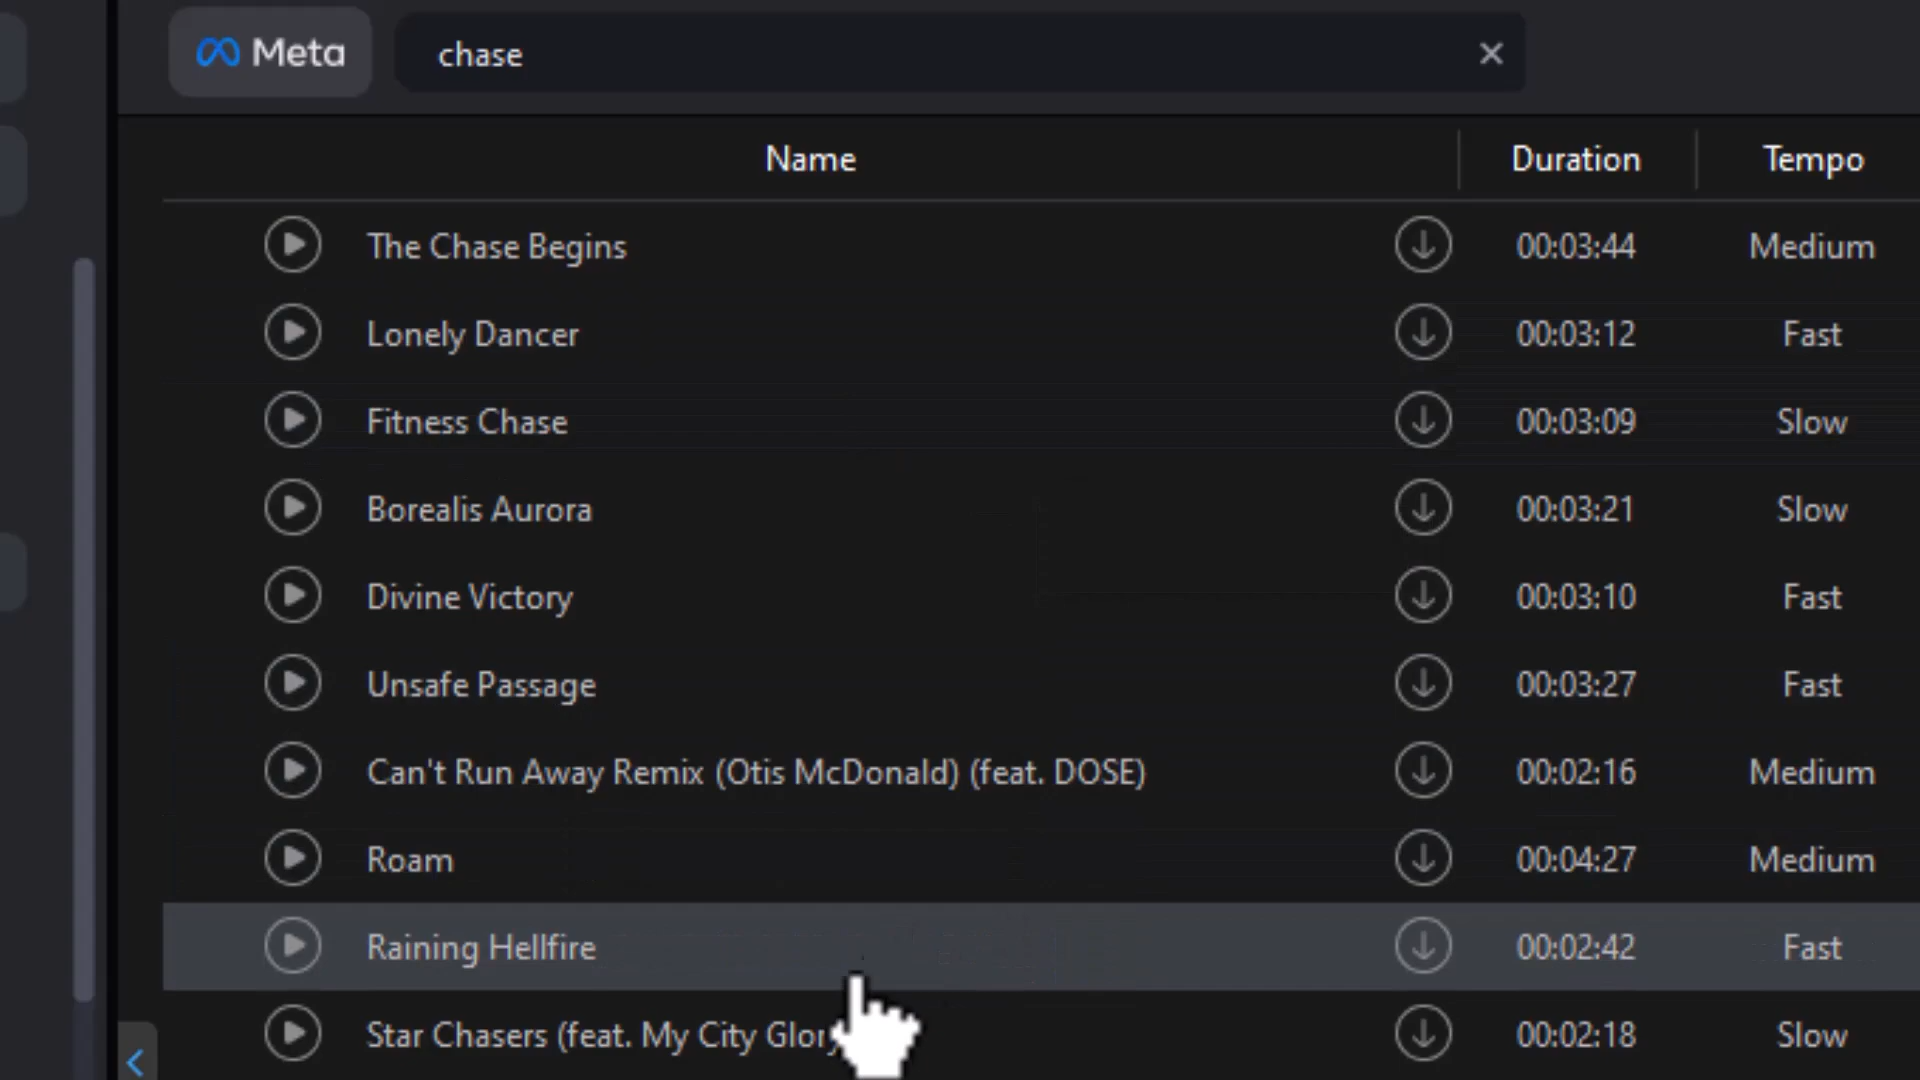 Meta chase
Name Duration Tempo
The Chase Begins 00:03:44 Medium
Lonely Dancer 00:03:12 Fast
Fitness Chase 00:03:09 Slow
Borealis Aurora 00:03:21 Slow
Divine Victory 00:03:10 Fast
Unsafe Passage 00:03:27 Fast
Can't Run Away Remix (Otis McDonald) (feat. DOSE) 00:02:16 Medium
Roam 00:04:27 Medium
Raining Hellfire 00:02:42 Fast
Star Chasers (feat. My City 00:02:18 Slow